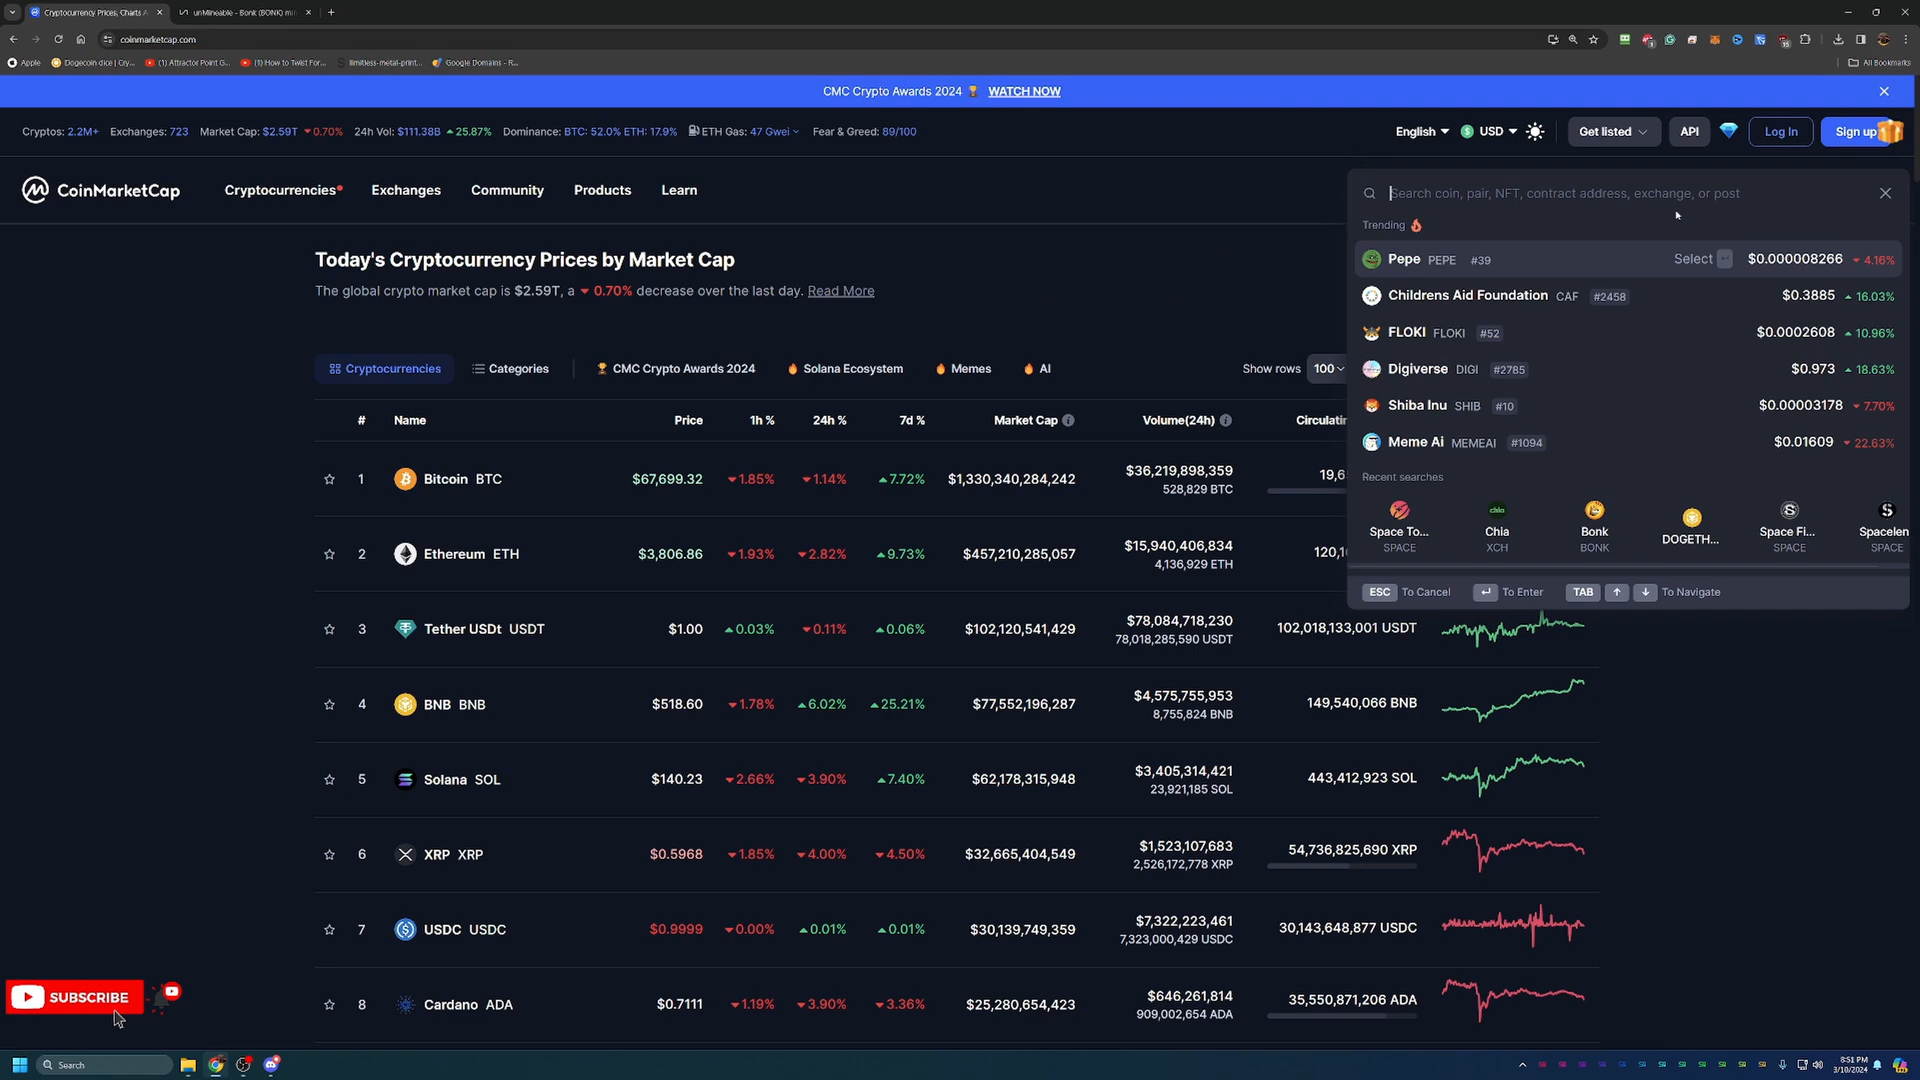 Cryptocurrency Prices, Charts A
unMineable - Bonk (BONK) mi
coinmarketcap.com
Apple
Dogecoin dice | Cry...
(1) Attractor Point G...
(1) How to Twist For...
limitless-metal-print...
Google Domains - R...
All Bookmarks
CMC Crypto Awards 2024 WATCH NOW
Cryptos: 2.2M+ Exchanges: 723 Market Cap: $2.59T 0.70% 24h Vol: $111.38B 25.87% Dominance: BTC: 52.0% ETH: 17.9% ETH Gas: 47 Gwei Fear & Greed: 89/100
English USD Get listed API Log In Sign up
CoinMarketCap Cryptocurrencies Exchanges Community Products Learn
Search coin, pair, NFT, contract address, exchange, or post
Trending
Pepe PEPE #39 Select $0.000008266 4.16%
Childrens Aid Foundation CAF #2458 $0.3885 16.03%
FLOKI FLOKI #52 $0.0002608 10.96%
Digiverse DIGI #2785 $0.973 18.63%
Shiba Inu SHIB #10 $0.00003178 7.70%
Meme Ai MEMEAI #1094 $0.01609 22.63%
Recent searches
Space To... Chia Bonk DOGETH... Space Fi... Spacelen
SPACE XCH BONK SPACE SPACE
ESC To Cancel To Enter TAB To Navigate
Today's Cryptocurrency Prices by Market Cap
The global crypto market cap is $2.59T, a 0.70% decrease over the last day. Read More
Cryptocurrencies Categories CMC Crypto Awards 2024 Solana Ecosystem Memes AI Show rows 100
# Name Price 1h % 24h % 7d % Market Cap Volume(24h) Circulatin
1 Bitcoin BTC $67,699.32 1.85% 1.14% 7.72% $1,330,340,284,242 $36,219,898,359 19,6
528,829 BTC
2 Ethereum ETH $3,806.86 1.93% 2.82% 9.73% $457,210,285,057 $15,940,406,834 120,1
4,136,929 ETH
3 Tether USDt USDT $1.00 0.03% 0.11% 0.06% $102,120,541,429 $78,084,718,230 102,018,133,001 USDT
78,018,285,590 USDT
4 BNB BNB $518.60 1.78% 6.02% 25.21% $77,552,196,287 $4,575,755,953 149,540,066 BNB
8,755,824 BNB
5 Solana SOL $140.23 2.66% 3.90% 7.40% $62,178,315,948 $3,405,314,421 443,412,923 SOL
23,921,185 SOL
6 XRP XRP $0.5968 1.85% 4.00% 4.50% $32,665,404,549 $1,523,107,683 54,736,825,690 XRP
2,526,172,778 XRP
7 USDC USDC $0.9999 0.00% 0.01% 0.01% $30,139,749,359 $7,322,223,461 30,143,648,877 USDC
7,323,000,429 USDC
8 Cardano ADA $0.7111 1.19% 3.90% 3.36% $25,280,654,423 $646,261,814 35,550,871,206 ADA
909,002,654 ADA
SUBSCRIBE
Search
8:51 PM
3/10/2024